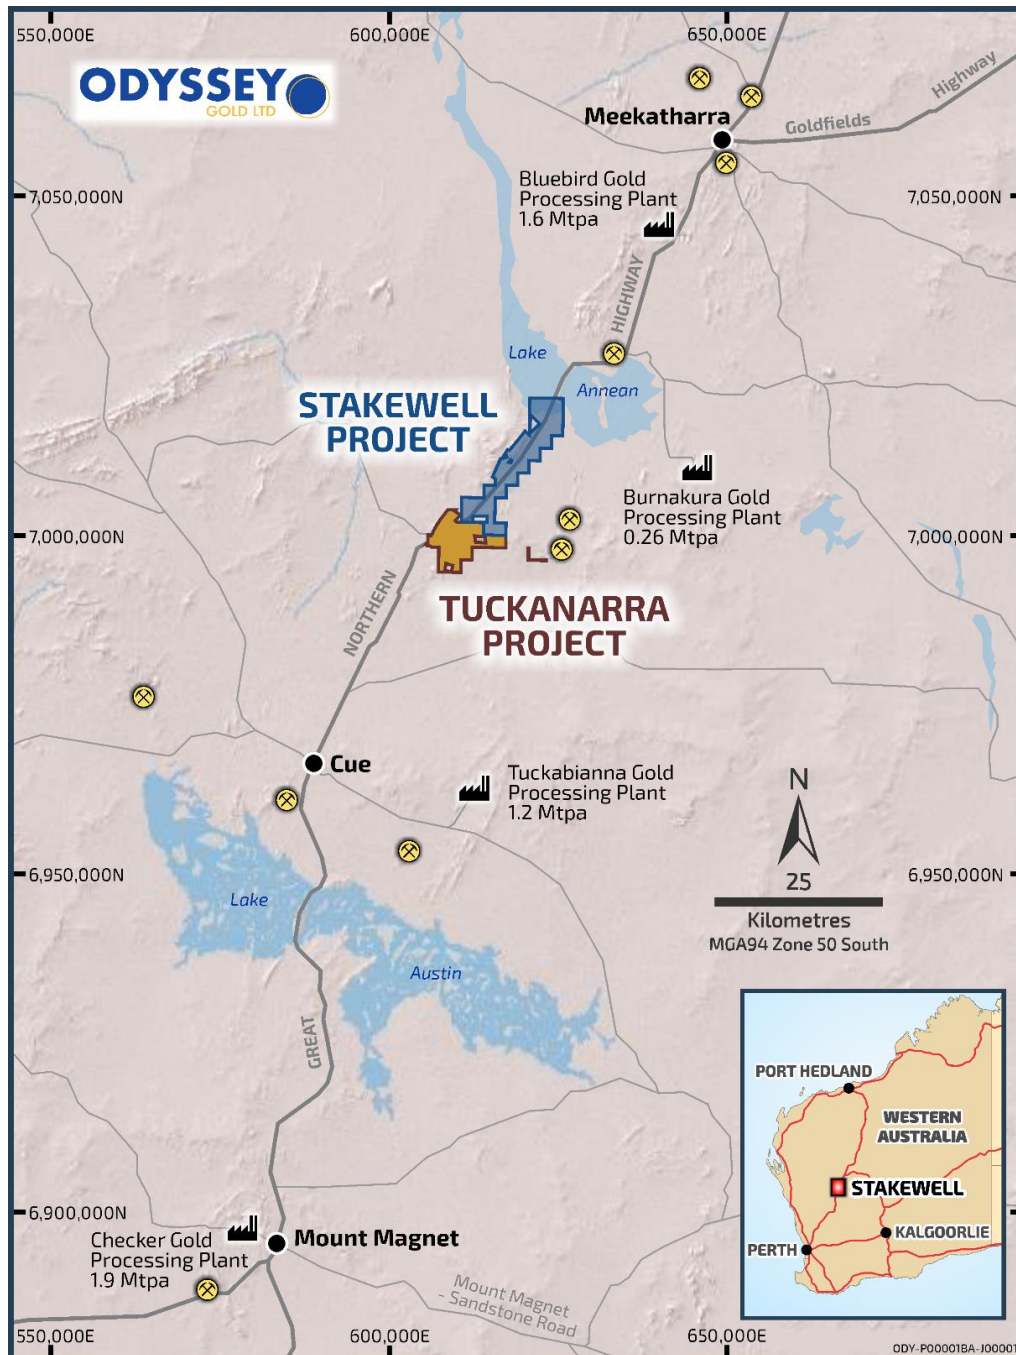 550,000E
600,000E
650,000E
ODYSSEY
GOLD LTD
Highway
Goldfields
Meekatharra
7,050,000N
7,050,000N
Bluebird Gold
Processing Plant
1.6 Mtpa
HIGHWAY
Lake
Annean
STAKEWELL
PROJECT
Burnakura Gold
Processing Plant
0.26 Mtpa
7,000,000N
7,000,000N
TUCKANARRA
PROJECT
NORTHERN
Cue
Tuckabianna Gold
Processing Plant
1.2 Mtpa
N
25
Kilometres
MGA94 Zone 50 South
6,950,000N
6,950,000N
Lake
Austin
GREAT
PORT HEDLAND
WESTERN
AUSTRALIA
STAKEWELL
KALGOORLIE
PERTH
6,900,000N
Checker Gold
Processing Plant
1.9 Mtpa
Mount Magnet
Mount Magnet
- Sandstone Road
550,000E
600,000E
650,000E
ODY-P00001BA-J00001